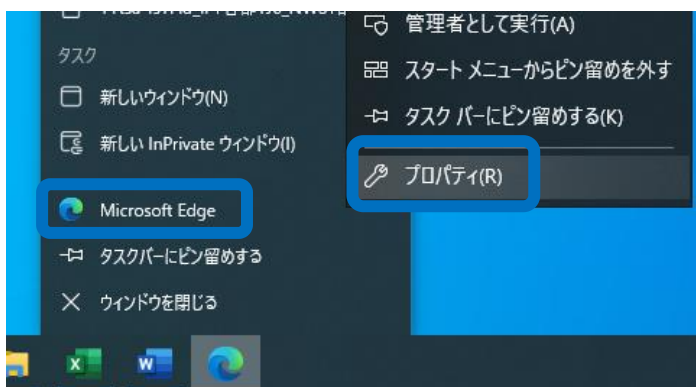 タスク
新しいウィンドウ(N)
新しい InPrivate ウィンドウ(I)
Microsoft Edge
タスクバーにピン留めする
ウィンドウを閉じる
管理者として実行(A)
スタート メニューからピン留めを外す
タスク バーにピン留めする(K)
プロパティ(R)